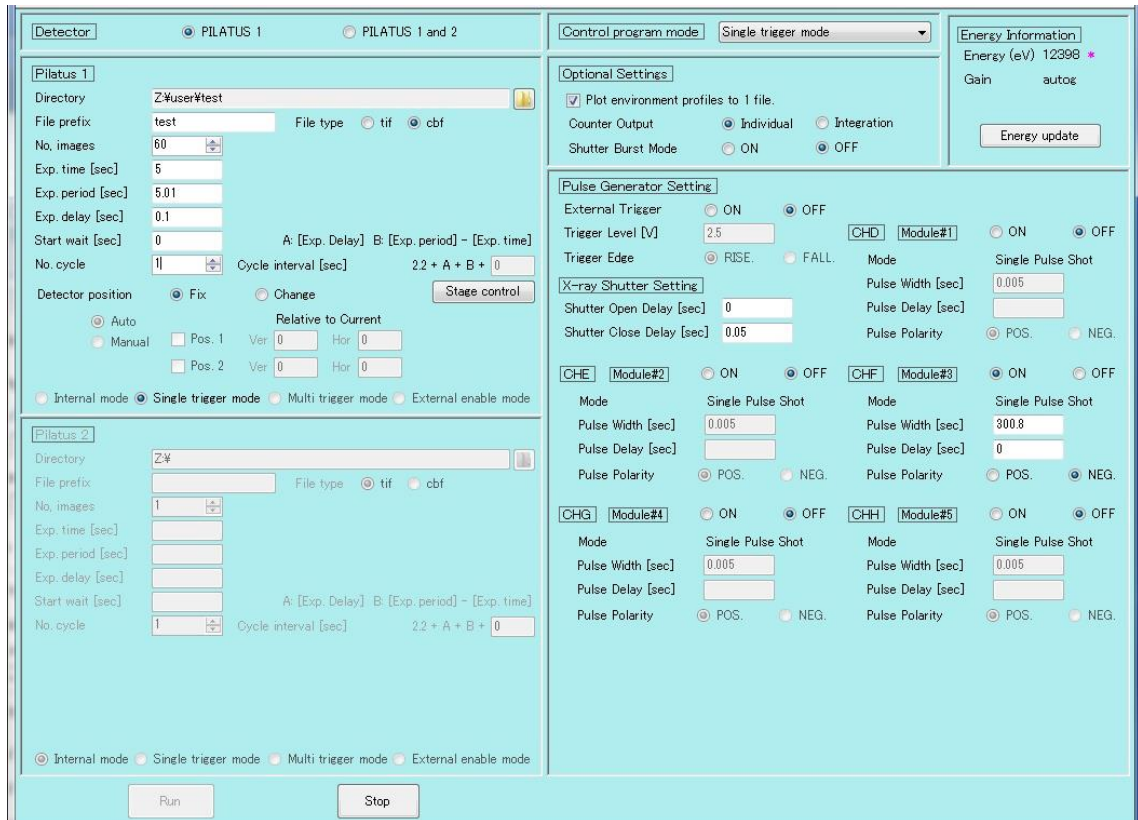 Detector PILATUS 1 PILATUS 1 and 2
Pilatus 1
Directory Z:¥user¥test
File prefix test File type tif cbf
No, images 60
Exp. time [sec] 5
Exp. period [sec] 5.01
Exp. delay [sec] 0.1
Start wait [sec] 0 A: [Exp. Delay] B: [Exp. period] - [Exp. time]
No. cycle 1 Cycle interval [sec] 2.2 + A + B + 0
Detector position Fix Change Stage control
Auto Relative to Current
Manual Pos. 1 Ver 0 Hor 0
Pos. 2 Ver 0 Hor 0
Internal mode Single trigger mode Multi trigger mode External enable mode
Pilatus 2
Directory Z:¥
File prefix File type tif cbf
No, images 1
Exp. time [sec]
Exp. period [sec]
Exp. delay [sec]
Start wait [sec] A: [Exp. Delay] B: [Exp. period] - [Exp. time]
No. cycle 1 Cycle interval [sec] 2.2 + A + B + 0
Internal mode Single trigger mode Multi trigger mode External enable mode
Run Stop
Control program mode Single trigger mode
Optional Settings
Plot environment profiles to 1 file.
Counter Output Individual Integration
Shutter Burst Mode ON OFF
Energy Information
Energy (eV) 12398 *
Gain autog
Energy update
Pulse Generator Setting
External Trigger ON OFF
Trigger Level [V] 2.5
Trigger Edge RISE. FALL.
X-ray Shutter Setting
Shutter Open Delay [sec] 0
Shutter Close Delay [sec] 0.05
CHD Module#1 ON OFF
Mode Single Pulse Shot
Pulse Width [sec] 0.005
Pulse Delay [sec]
Pulse Polarity POS. NEG.
CHE Module#2 ON OFF
Mode Single Pulse Shot
Pulse Width [sec] 0.005
Pulse Delay [sec]
Pulse Polarity POS. NEG.
CHF Module#3 ON OFF
Mode Single Pulse Shot
Pulse Width [sec] 300.8
Pulse Delay [sec] 0
Pulse Polarity POS. NEG.
CHG Module#4 ON OFF
Mode Single Pulse Shot
Pulse Width [sec] 0.005
Pulse Delay [sec]
Pulse Polarity POS. NEG.
CHH Module#5 ON OFF
Mode Single Pulse Shot
Pulse Width [sec] 0.005
Pulse Delay [sec]
Pulse Polarity POS. NEG.